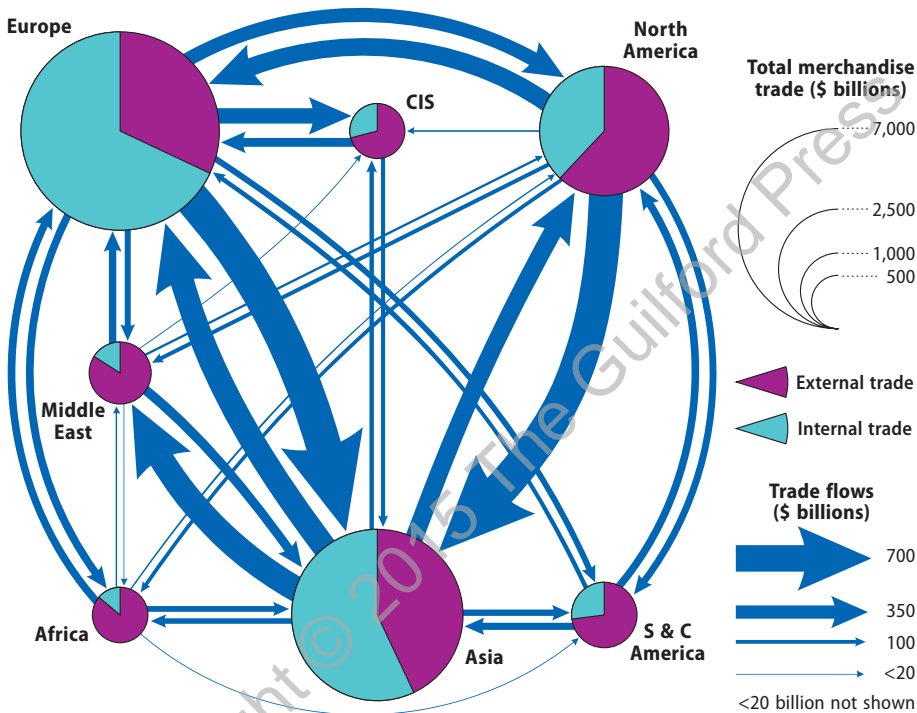 Europe
North
America
CIS
Total merchandise
trade ($ billions)
7,000
2,500
1,000
500
Middle
East
External trade
Internal trade
Trade flows
($ billions)
700
350
100
<20
<20 billion not shown
Africa
Asia
S & C
America
ght © 2015 The Guilford Press